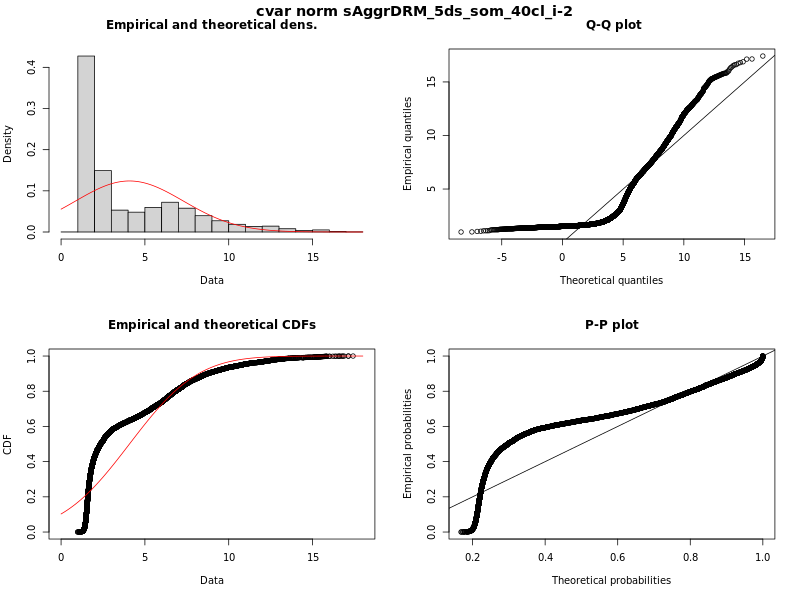 cvar norm sAggrDRM_5ds_som_40cl_i-2
Empirical and theoretical dens.
Density
0.0 0.1 0.2 0.3 0.4
0 5 10 15
Data
Q-Q plot
Empirical quantiles
5 10 15
-5 0 5 10 15
Theoretical quantiles
Empirical and theoretical CDFs
CDF
0.0 0.2 0.4 0.6 0.8 1.0
0 5 10 15
Data
P-P plot
Empirical probabilities
0.0 0.2 0.4 0.6 0.8 1.0
0.2 0.4 0.6 0.8 1.0
Theoretical probabilities